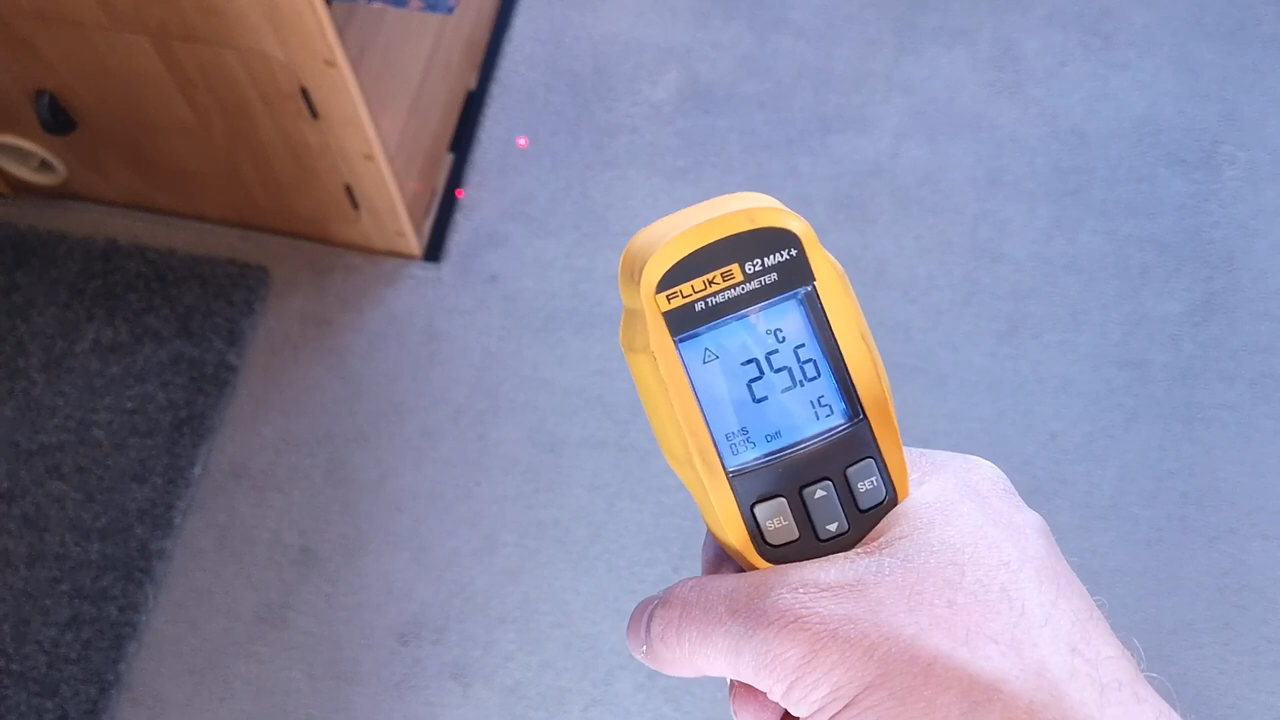 FLUKE 62 MAX+
IR THERMOMETER
°C
25.6
15
EMS
0.95 Diff
SEL
SET